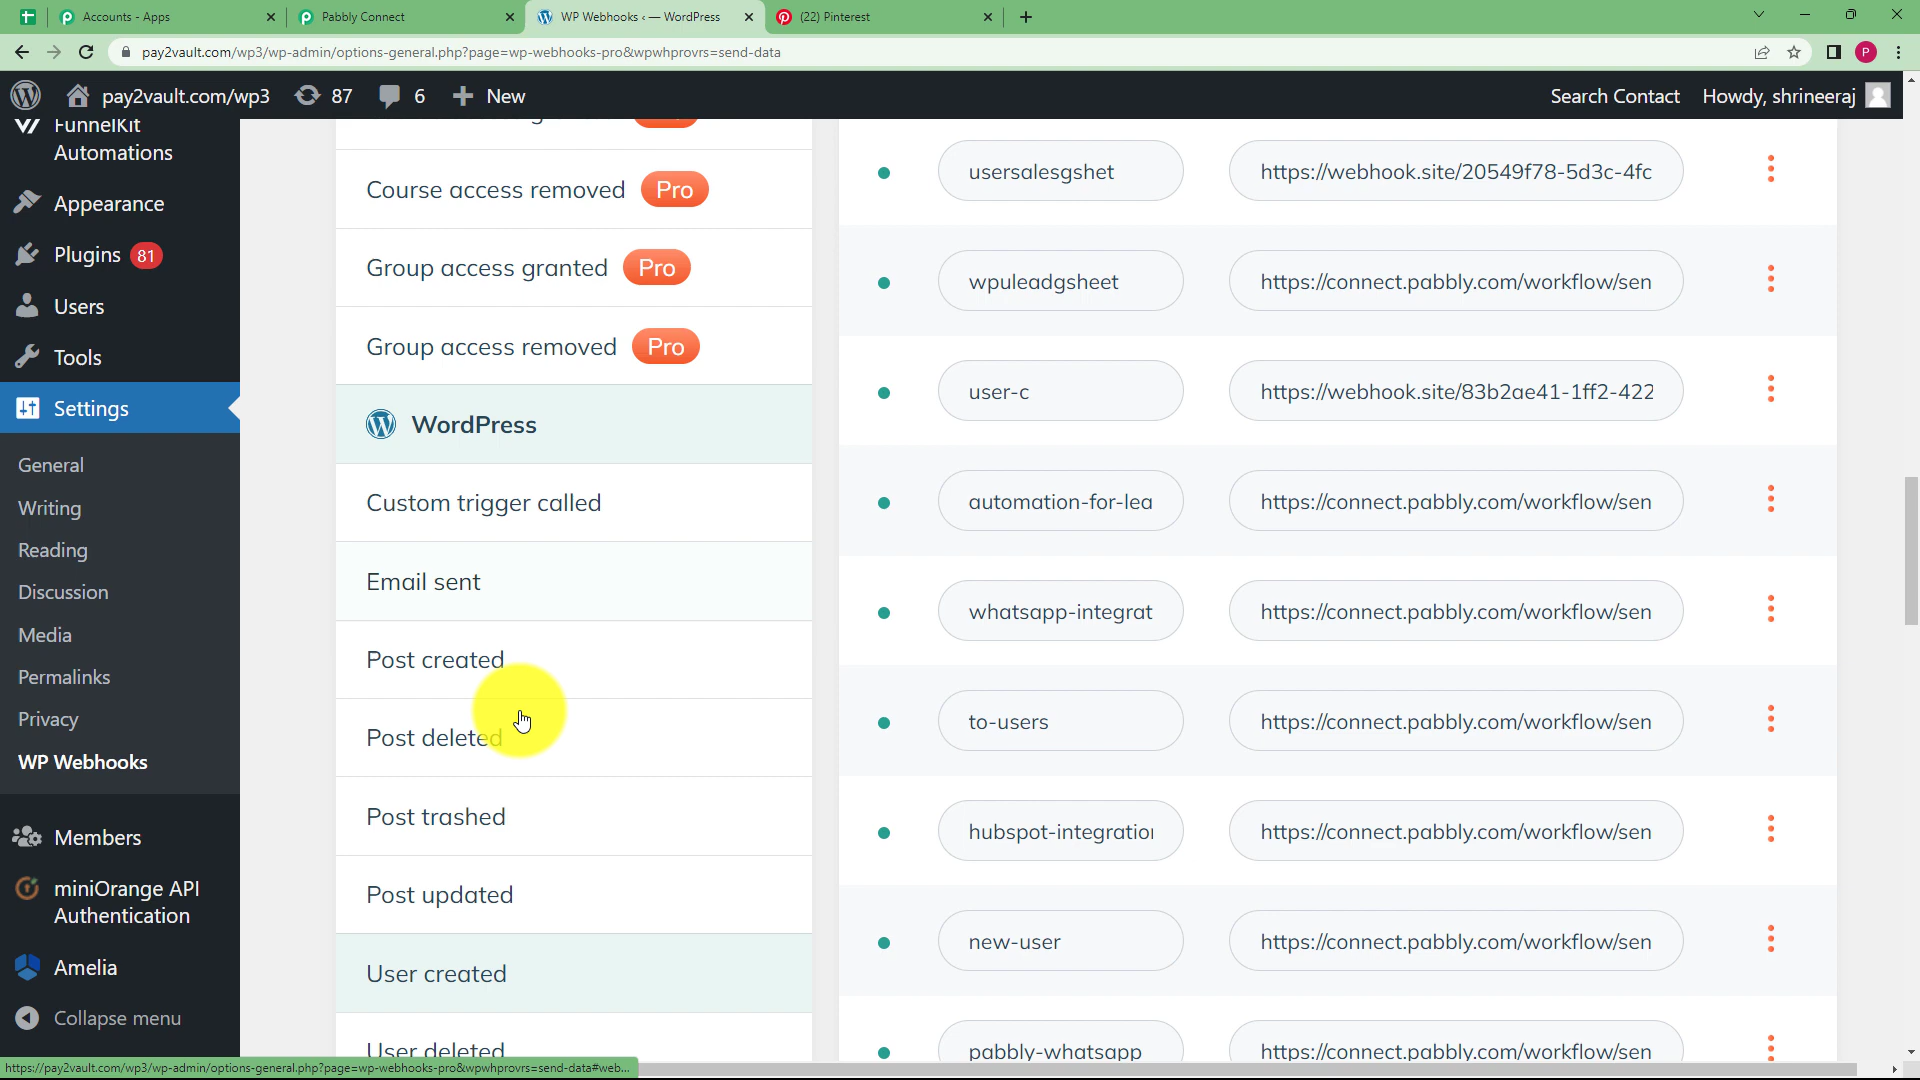 Accounts - Apps
Pabbly Connect
WP Webhooks ‹ — WordPress
(22) Pinterest
pay2vault.com/wp3/wp-admin/options-general.php?page=wp-webhooks-pro&wpwhprovrs=send-data
P
pay2vault.com/wp3
87
6
New
Search Contact
Howdy, shrineeraj
FunnelKit
Automations
Appearance
Plugins 81
Users
Tools
Settings
General
Writing
Reading
Discussion
Media
Permalinks
Privacy
WP Webhooks
Members
miniOrange API
Authentication
Amelia
Collapse menu
Course access removed Pro
Group access granted Pro
Group access removed Pro
WordPress
Custom trigger called
Email sent
Post created
Post deleted
Post trashed
Post updated
User created
User deleted
usersalesgshet https://webhook.site/20549f78-5d3c-4fc
wpuleadgsheet https://connect.pabbly.com/workflow/sen
user-c https://webhook.site/83b2ae41-1ff2-422
automation-for-lea https://connect.pabbly.com/workflow/sen
whatsapp-integrat https://connect.pabbly.com/workflow/sen
to-users https://connect.pabbly.com/workflow/sen
hubspot-integration https://connect.pabbly.com/workflow/sen
new-user https://connect.pabbly.com/workflow/sen
pabbly-whatsapp https://connect.pabbly.com/workflow/sen
https://pay2vault.com/wp3/wp-admin/options-general.php?page=wp-webhooks-pro&wpwhprovrs=send-data#web...